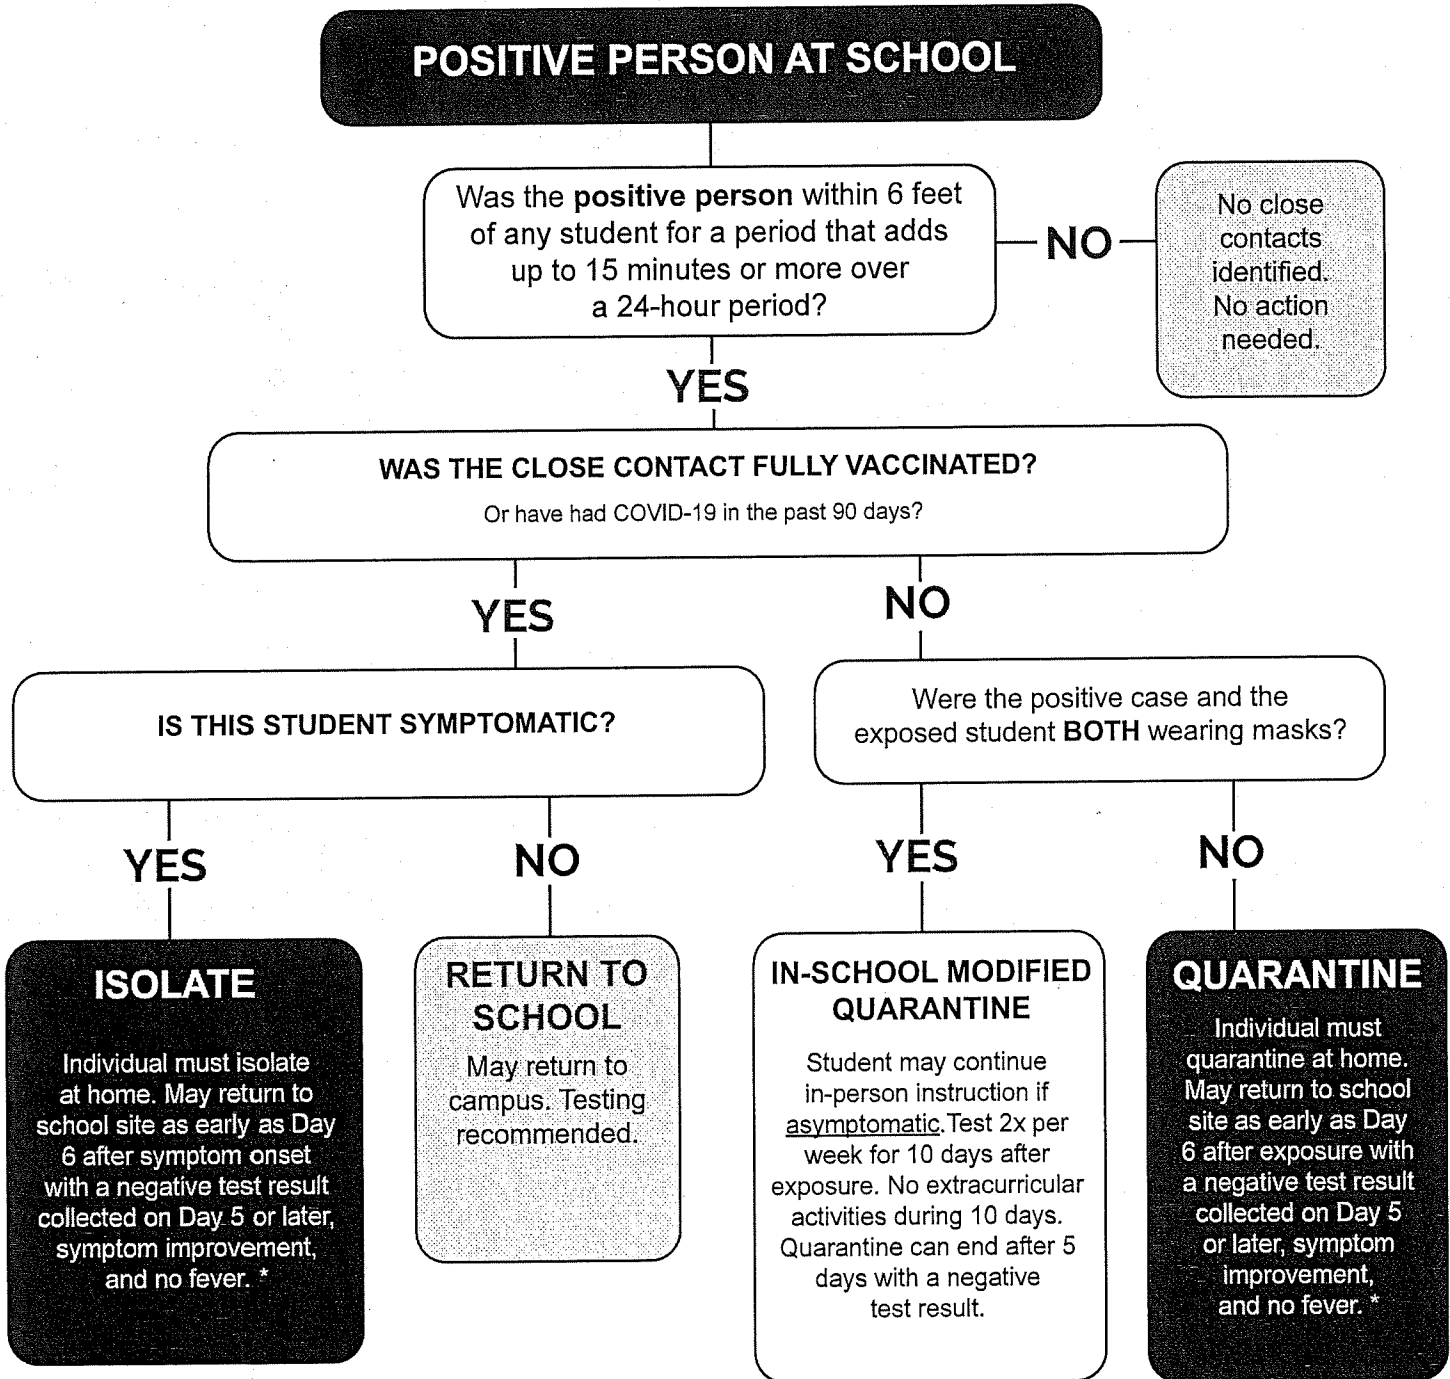 POSITIVE PERSON AT SCHOOL
Was the positive person within 6 feet
of any student for a period that adds
up to 15 minutes or more over
a 24-hour period?
NO
No close
contacts
identified.
No action
needed.
YES
WAS THE CLOSE CONTACT FULLY VACCINATED?
Or have had COVID-19 in the past 90 days?
YES
NO
IS THIS STUDENT SYMPTOMATIC?
Were the positive case and the
exposed student BOTH wearing masks?
YES
NO
YES
NO
ISOLATE
Individual must isolate
at home. May return to
school site as early as Day
6 after symptom onset
with a negative test result
collected on Day 5 or later,
symptom improvement,
and no fever. *
RETURN TO
SCHOOL
May return to
campus. Testing
recommended.
IN-SCHOOL MODIFIED
QUARANTINE
Student may continue
in-person instruction if
asymptomatic. Test 2x per
week for 10 days after
exposure. No extracurricular
activities during 10 days.
Quarantine can end after 5
days with a negative
test result.
QUARANTINE
Individual must
quarantine at home.
May return to school
site as early as Day
6 after exposure with
a negative test result
collected on Day 5
or later, symptom
improvement,
and no fever. *